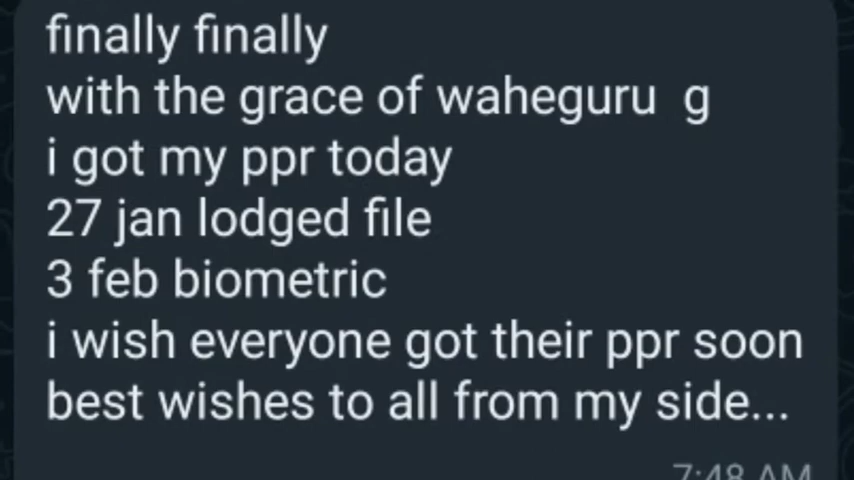 finally finally
with the grace of waheguru g
i got my ppr today
27 jan lodged file
3 feb biometric
i wish everyone got their ppr soon
best wishes to all from my side...
7:48 AM